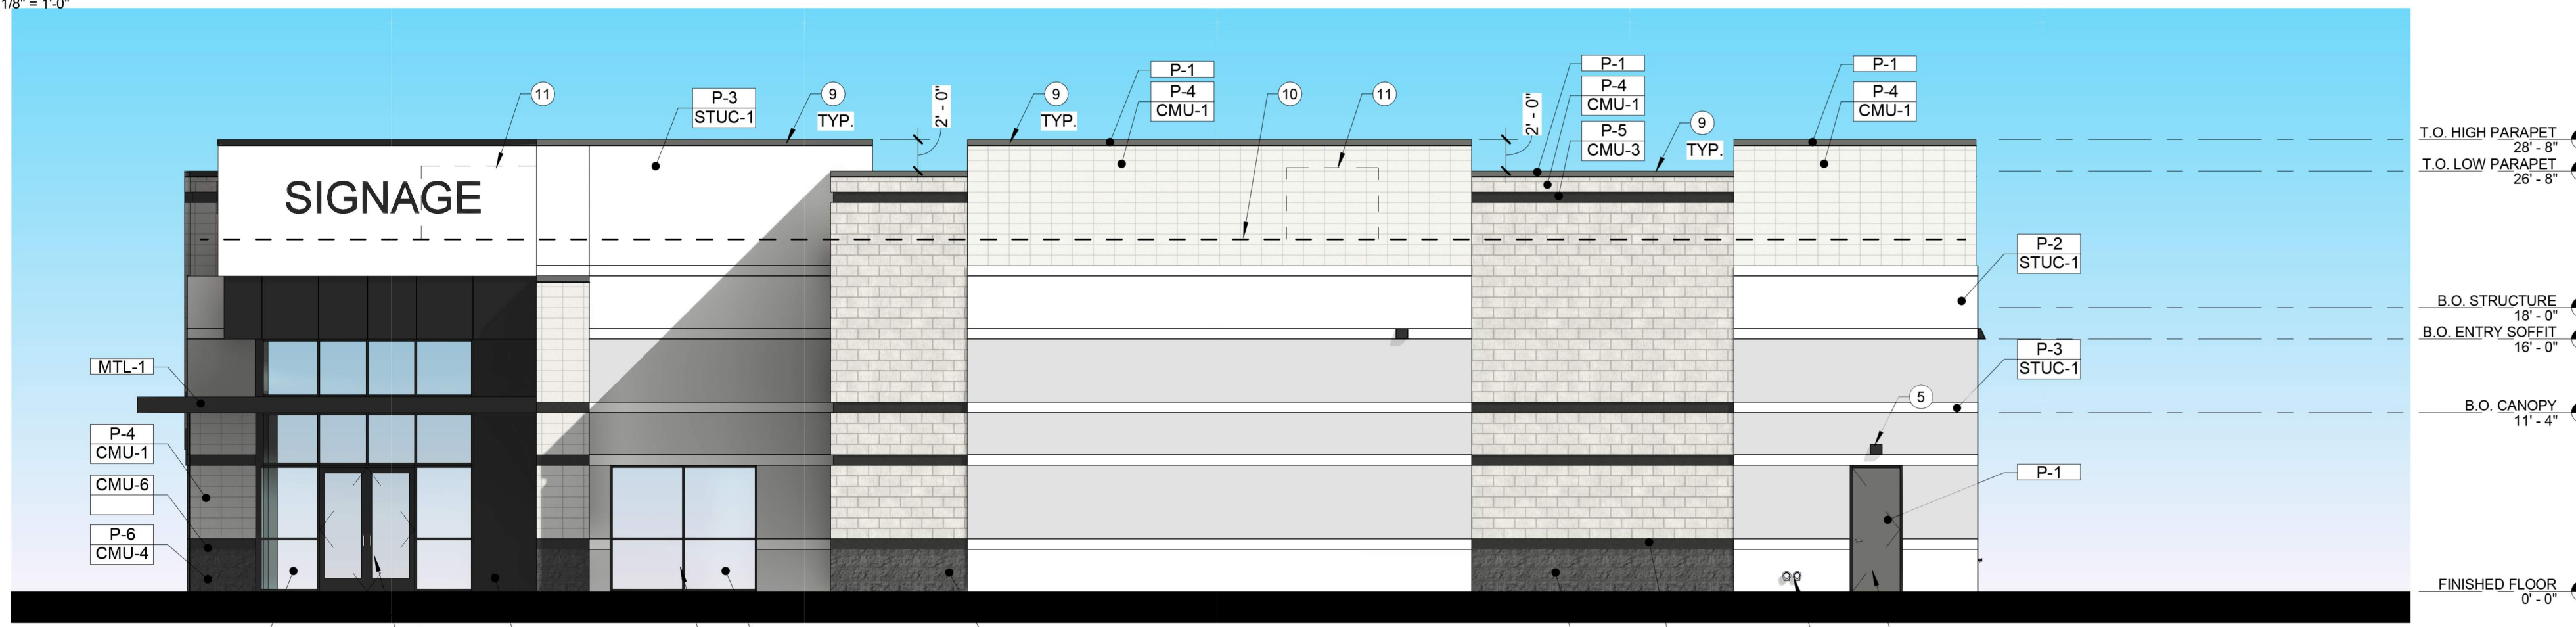 1/8" = 1'-0"
11
P-3
STUC-1
9
TYP.
2' - 0"
9
TYP.
P-1
P-4
CMU-1
10
11
2' - 0"
P-1
P-4
CMU-1
P-5
CMU-3
9
TYP.
P-1
P-4
CMU-1
T.O. HIGH PARAPET
28' - 8"
T.O. LOW PARAPET
26' - 8"
SIGNAGE
P-2
STUC-1
B.O. STRUCTURE
18' - 0"
B.O. ENTRY SOFFIT
16' - 0"
MTL-1
P-3
STUC-1
5
B.O. CANOPY
11' - 4"
P-4
CMU-1
P-1
CMU-6
P-6
CMU-4
FINISHED FLOOR
0' - 0"